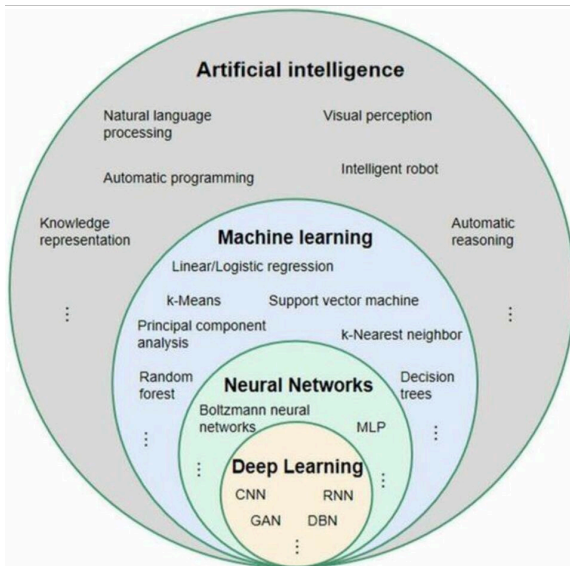 Artificial intelligence
Natural language
processing
Visual perception
Automatic programming
Intelligent robot
Knowledge
representation
Automatic
reasoning
Machine learning
Linear/Logistic regression
k-Means
Support vector machine
Principal component
analysis
k-Nearest neighbor
Random
forest
Decision
trees
Neural Networks
Boltzmann neural
networks
MLP
Deep Learning
CNN
RNN
GAN
DBN